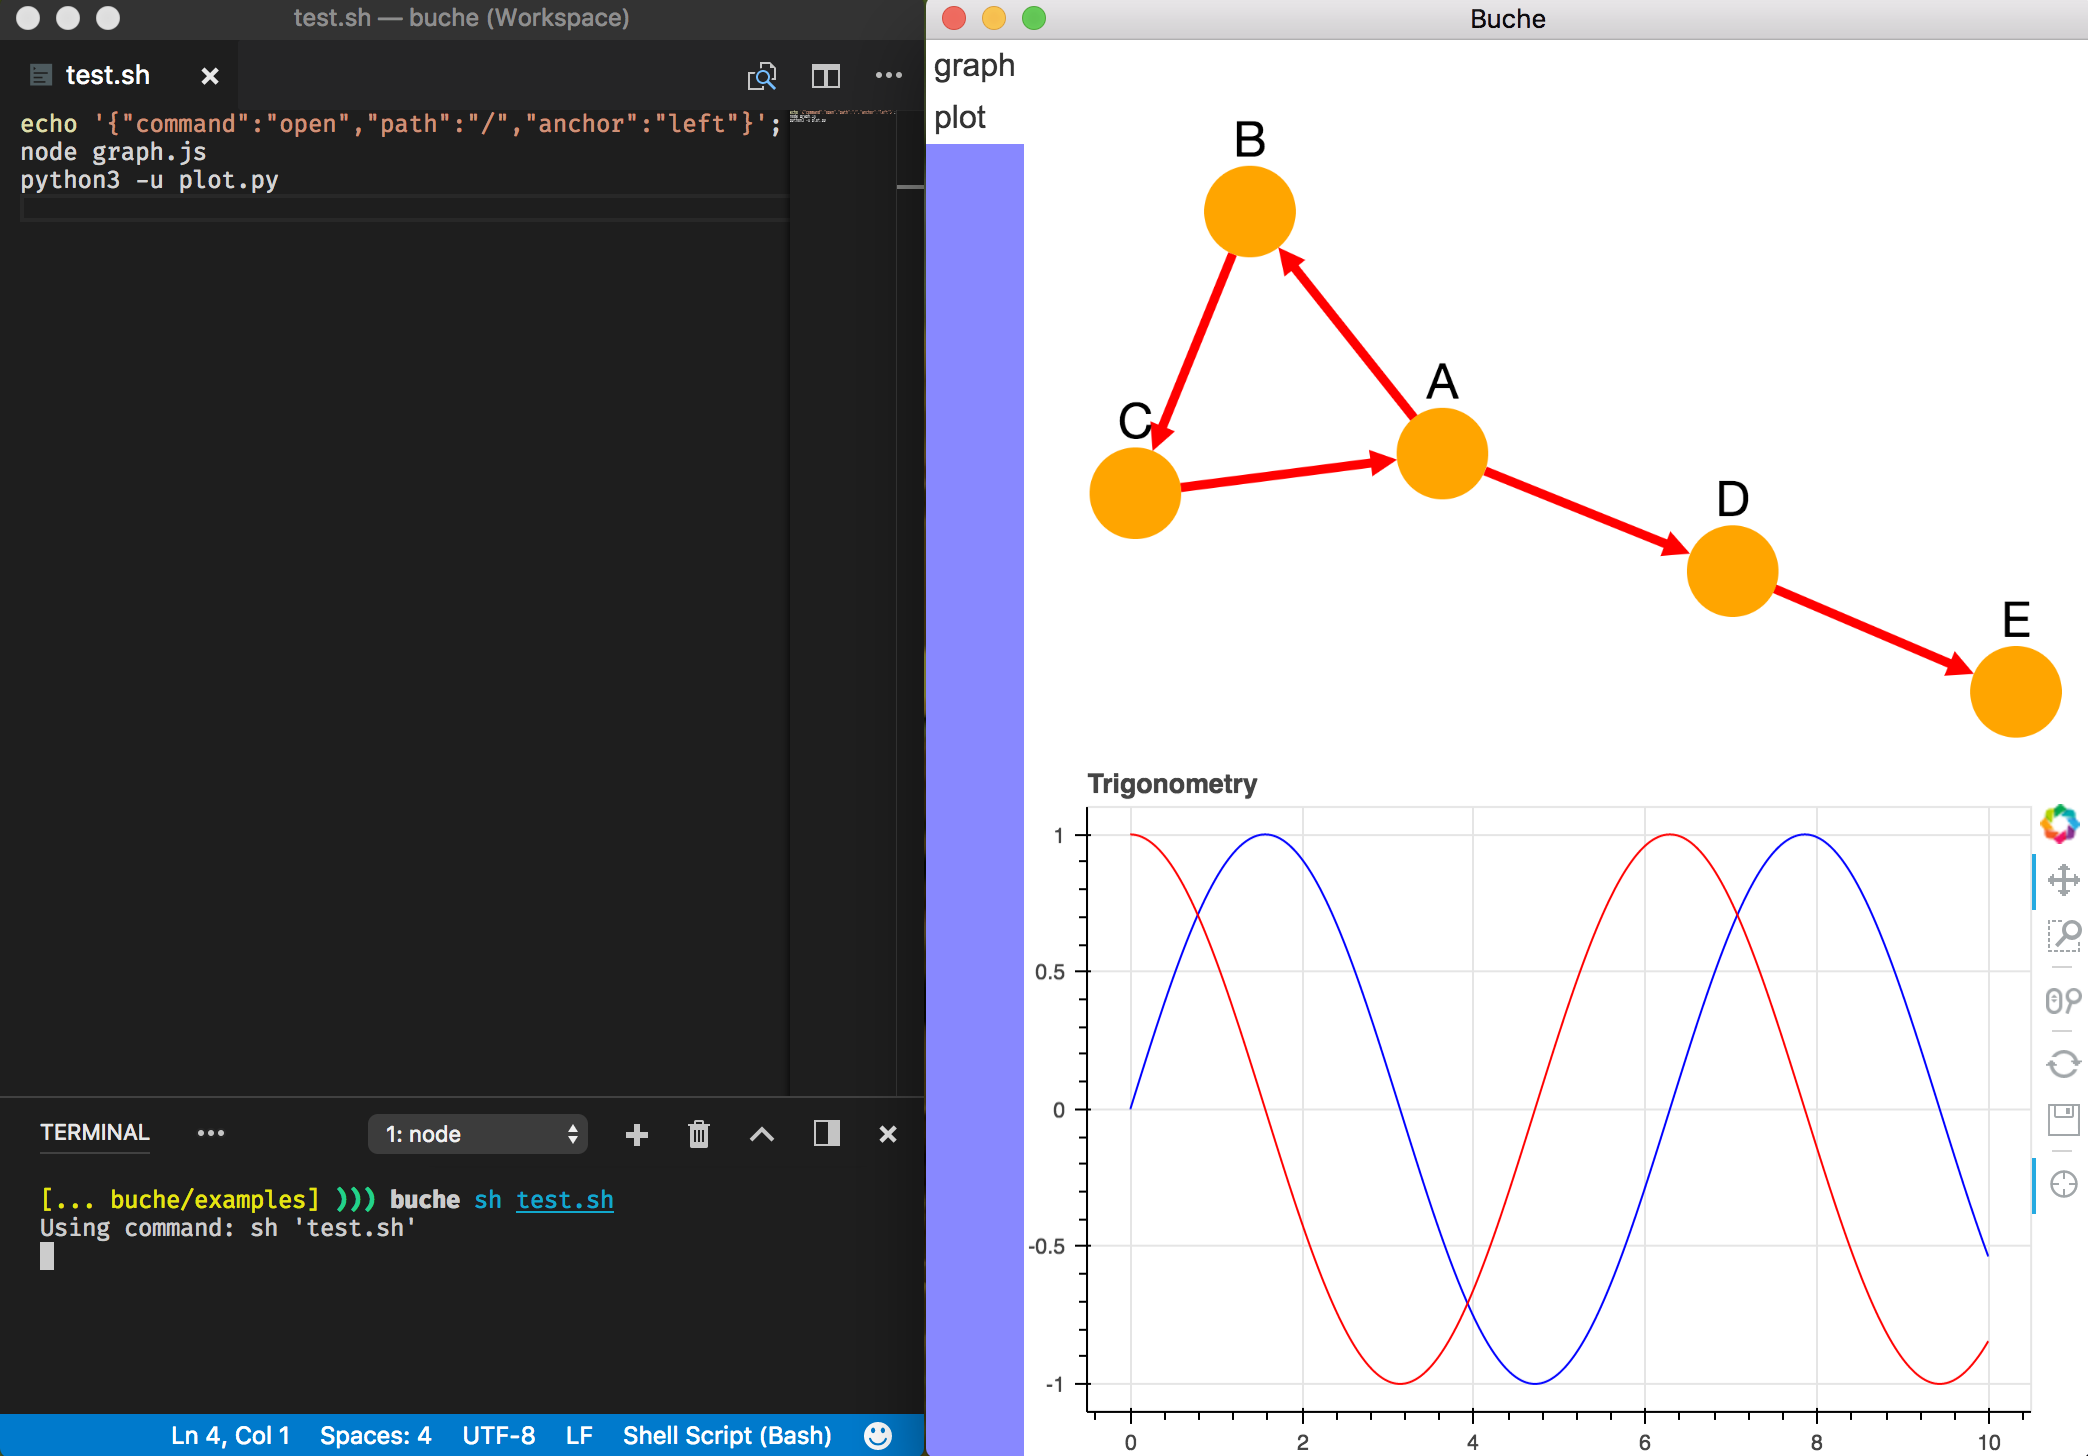 test.sh — buche (Workspace)
test.sh
echo '{"command":"open","path":"/","anchor":"left"}';
node graph.js
python3 -u plot.py
TERMINAL
1: node
[... buche/examples] ))) buche sh test.sh
Using command: sh 'test.sh'
Ln 4, Col 1 Spaces: 4 UTF-8 LF Shell Script (Bash)
Buche
graph
plot
B
A
C
D
E
Trigonometry
1
0.5
0
-0.5
-1
0 2 4 6 8 10